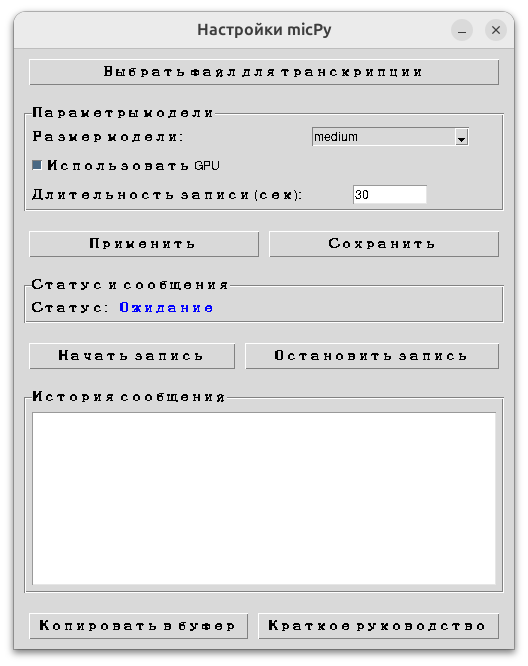 Настройки micPy
Выбрать файл для транскрипции
Параметры модели
Размер модели: medium
Использовать GPU
Длительность записи (сек): 30
Применить Сохранить
Статус и сообщения
Статус: Ожидание
Начать запись Остановить запись
История сообщений
Копировать в буфер Краткое руководство